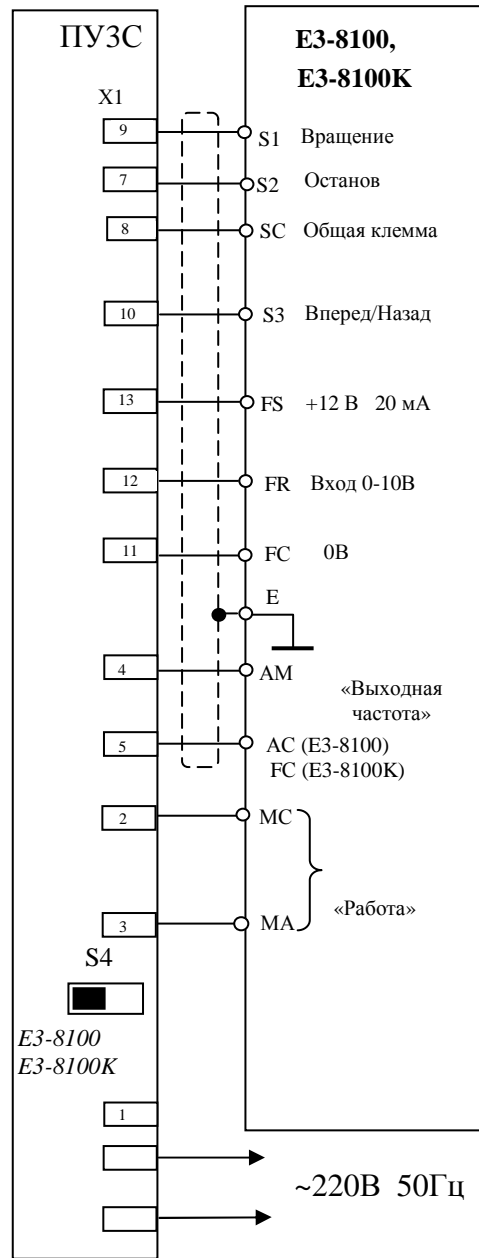 ПУЗС
E3-8100,
E3-8100K
X1
9 S1 Вращение
7 S2 Останов
8 SC Общая клемма
10 S3 Вперед/Назад
13 FS +12 В 20 мА
12 FR Вход 0-10В
11 FC 0В
E
4 AM
«Выходная
частота»
5 AC (E3-8100)
FC (E3-8100K)
2 MC
«Работа»
3 MA
S4
E3-8100
E3-8100K
1
~220В 50Гц